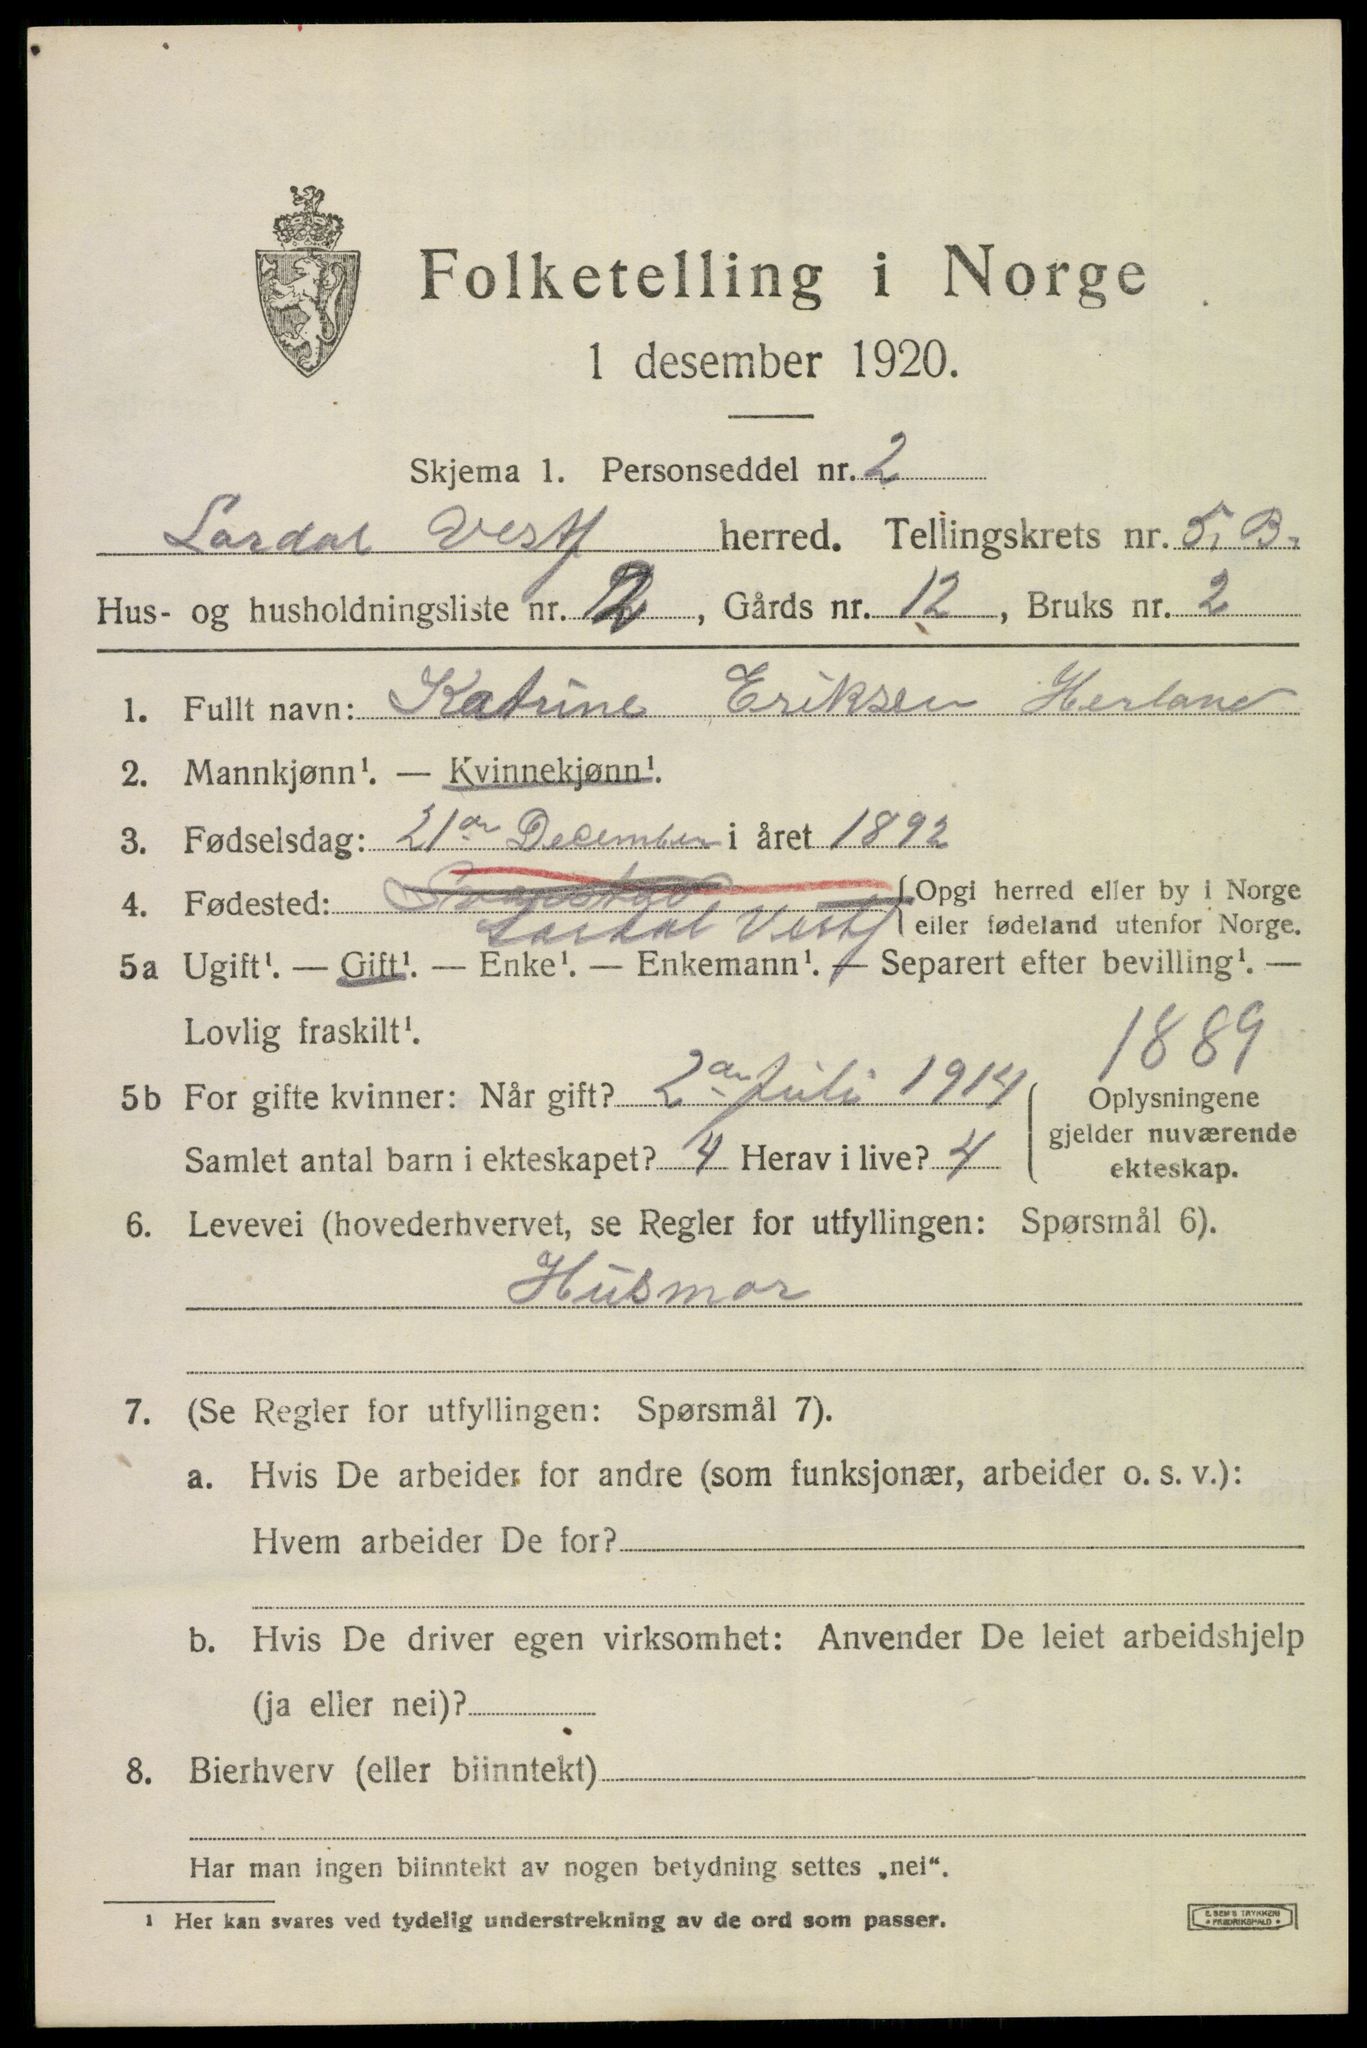 Folketelling i Norge
1 desember 1920.
Skjema 1. Personseddel nr. 2
Lardal Vestf herred. Tellingskrets nr. 5. B.
Hus- og husholdningsliste nr. 2, Gårds nr. 12, Bruks nr. 2
1. Fullt navn: Katrine Eriksen Herland
2. Mannkjønn¹. — Kvinnekjønn¹.
3. Fødselsdag: 21de December i året 1892
4. Fødested: { Opgi herred eller by i Norge
Lardal Vestf eller fødeland utenfor Norge.
5a Ugift¹. — Gift¹. — Enke¹. — Enkemann¹. — Separert efter bevilling¹. —
Lovlig fraskilt¹.
1889
5b For gifte kvinner: Når gift? 2den Juli 1914 { Oplysningene
gjelder nuværende
Samlet antal barn i ekteskapet? 4 Herav i live? 4
ekteskap.
6. Levevei (hovederhvervet, se Regler for utfyllingen: Spørsmål 6).
Husmor
7. (Se Regler for utfyllingen: Spørsmål 7).
a. Hvis De arbeider for andre (som funksjonær, arbeider o. s. v.):
Hvem arbeider De for?
b. Hvis De driver egen virksomhet: Anvender De leiet arbeidshjelp
(ja eller nei)?
8. Bierhverv (eller biinntekt)
Har man ingen biinntekt av nogen betydning settes „nei“.
¹ Her kan svares ved tydelig understrekning av de ord som passer.
E. SEM'S TRYKKERI
FREDRIKSHALD